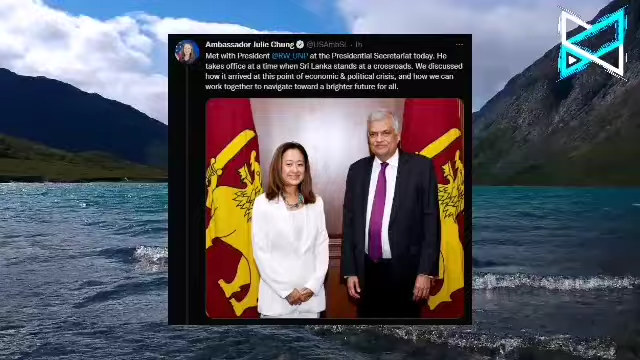 Ambassador Julie Chung @USAmbSL · 1h
Met with President @RW_UNP at the Presidential Secretariat today. He
takes office at a time when Sri Lanka stands at a crossroads. We discussed
how it arrived at this point of economic & political crisis, and how we can
work together to navigate toward a brighter future for all.